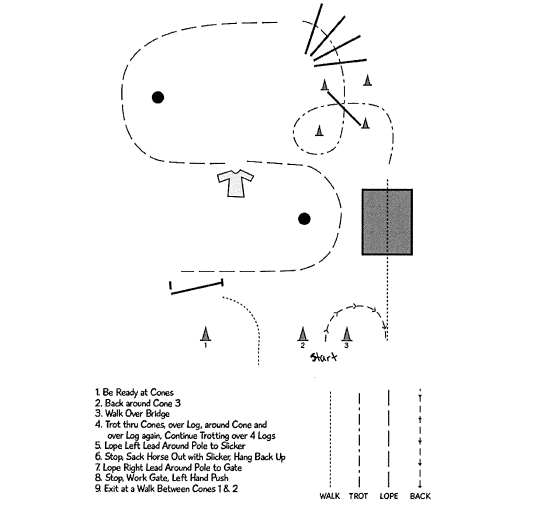 1
2
3
Start
1. Be Ready at Cones
2. Back around Cone 3
3. Walk Over Bridge
4. Trot thru Cones, over Log, around Cone and
over Log again, Continue Trotting over 4 Logs
5. Lope Left Lead Around Pole to Slicker
6. Stop, Sack Horse Out with Slicker, Hang Back Up
7. Lope Right Lead Around Pole to Gate
8. Stop, Work Gate, Left Hand Push
9. Exit at a Walk Between Cones 1 & 2
WALK TROT LOPE BACK